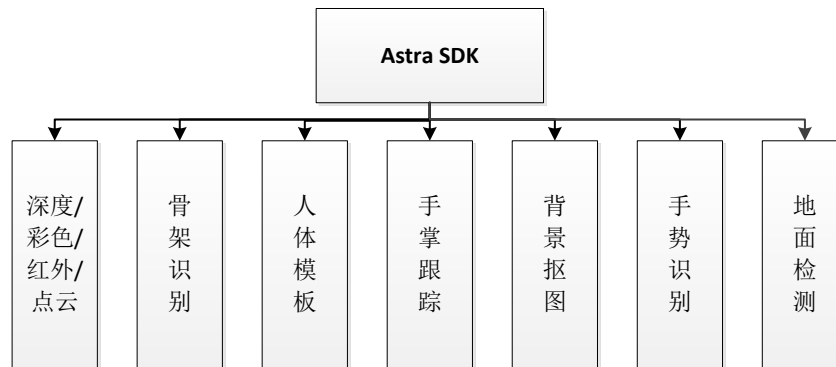 Astra SDK
深度/
彩色/
红外/
点云
骨
架
识
别
人
体
模
板
手
掌
跟
踪
背
景
抠
图
手
势
识
别
地
面
检
测